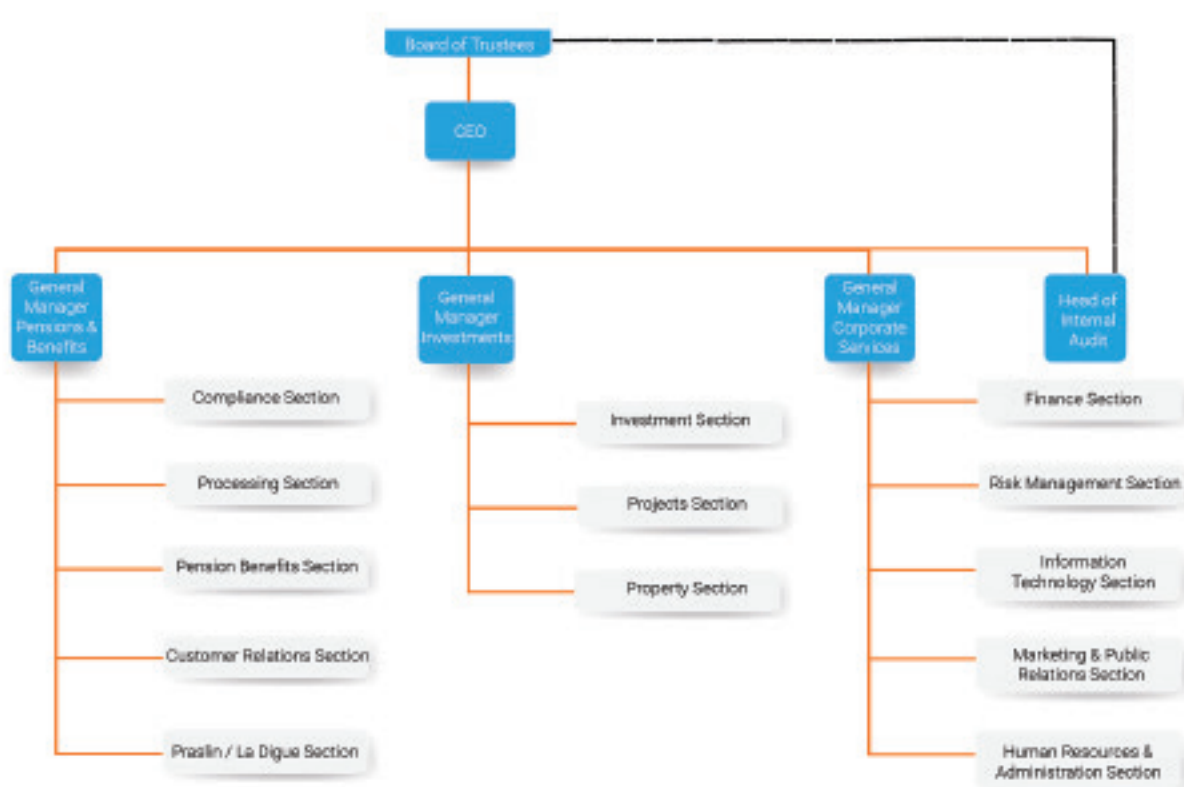 Board of Trustees
CEO
General
Manager
Pensions &
Benefits
General
Manager
Investments
General
Manager
Corporate
Services
Head of
Internal
Audit
Compliance Section
Processing Section
Pension Benefits Section
Customer Relations Section
Praslin / La Digue Section
Investment Section
Projects Section
Property Section
Finance Section
Risk Management Section
Information
Technology Section
Marketing & Public
Relations Section
Human Resources &
Administration Section